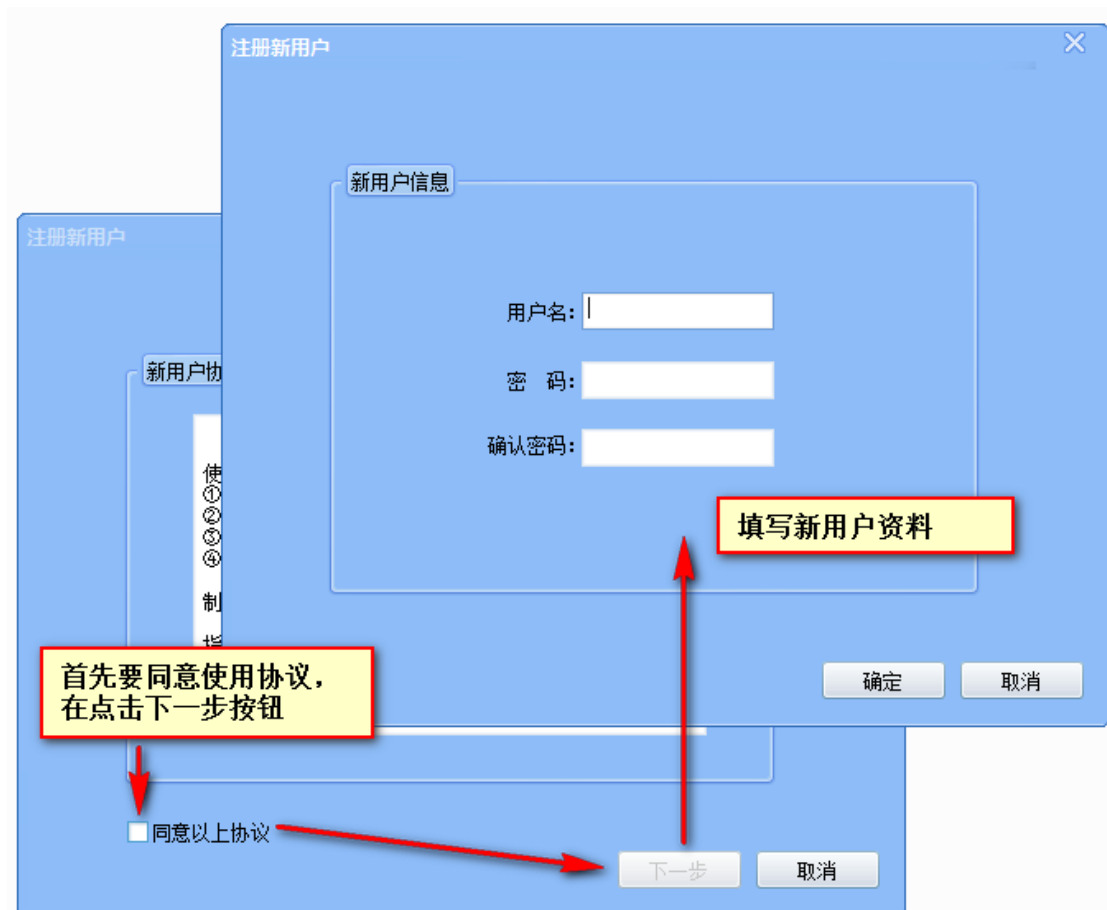 注册新用户
新用户信息
用户名：
密 码：
确认密码：
填写新用户资料
确定
取消
注册新用户
新用户协
使
①
②
③
④
制
首先要同意使用协议，
在点击下一步按钮
同意以上协议
下一步
取消